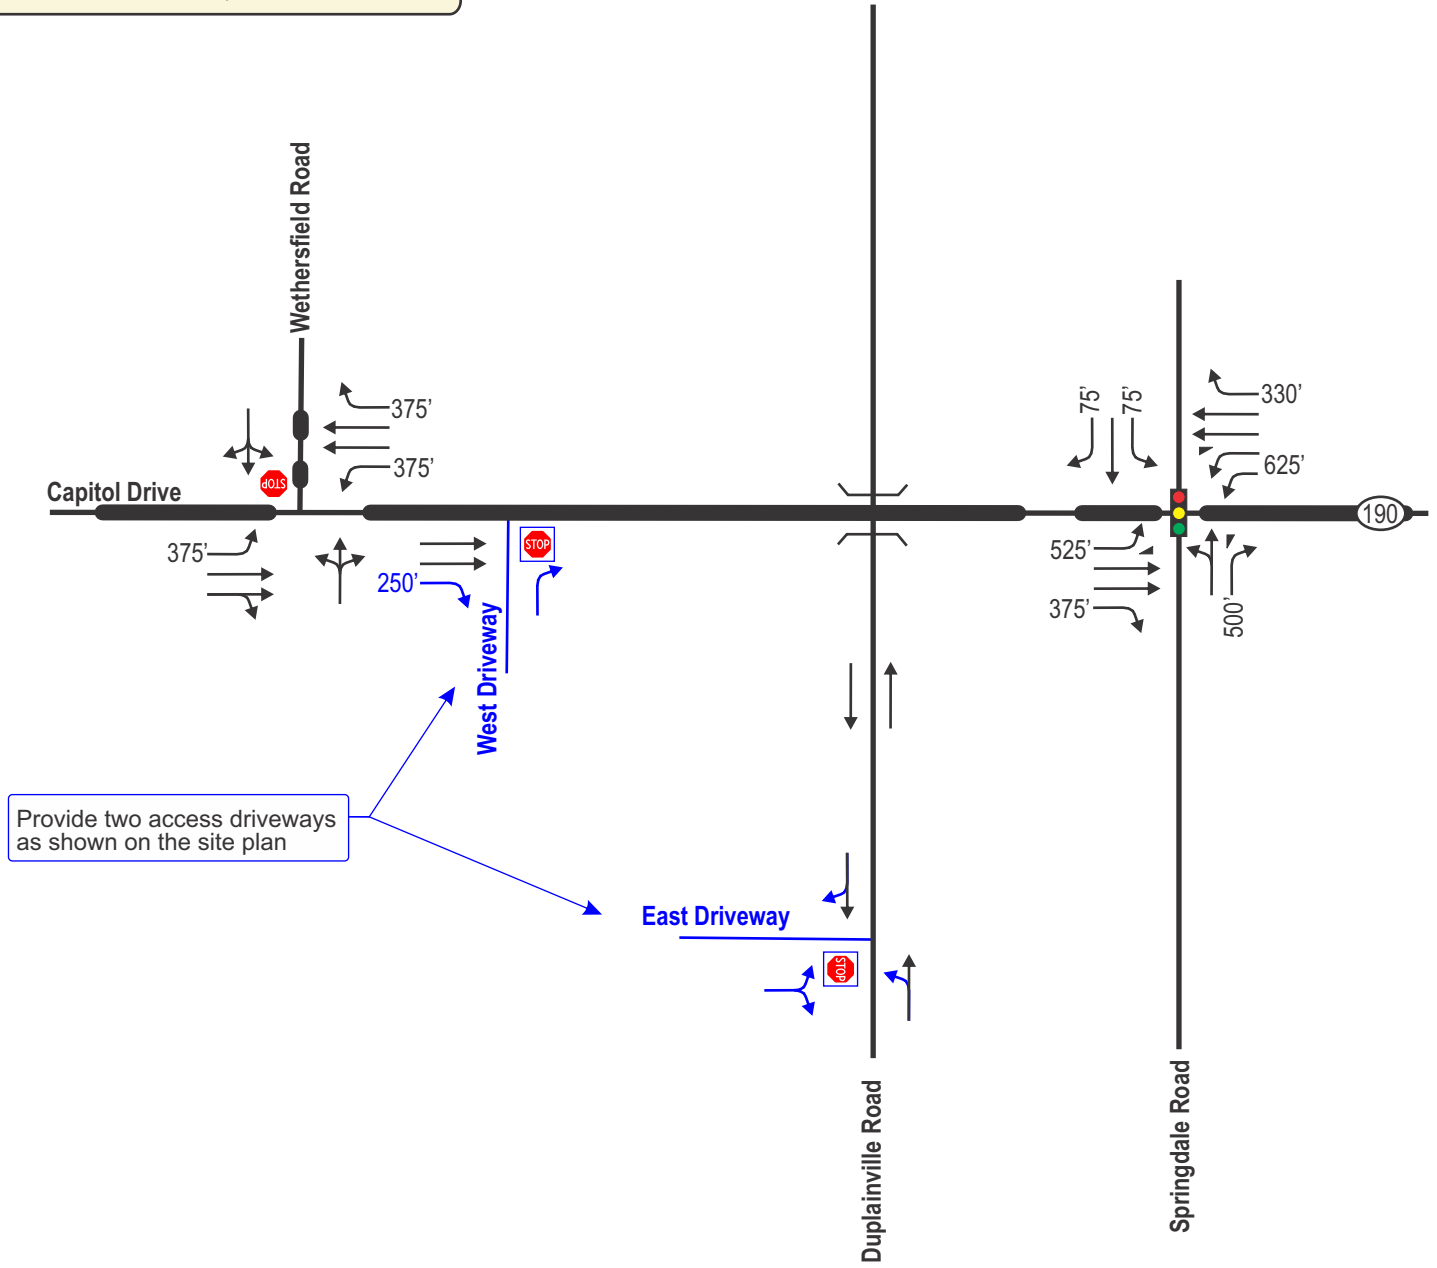 Wethersfield Road
375’
375’
75’
75’
330’
625’
STOP
Capitol Drive
190
375’
STOP
250’
525’
375’
500’
West Driveway
Provide two access driveways
as shown on the site plan
East Driveway
STOP
Duplainville Road
Springdale Road